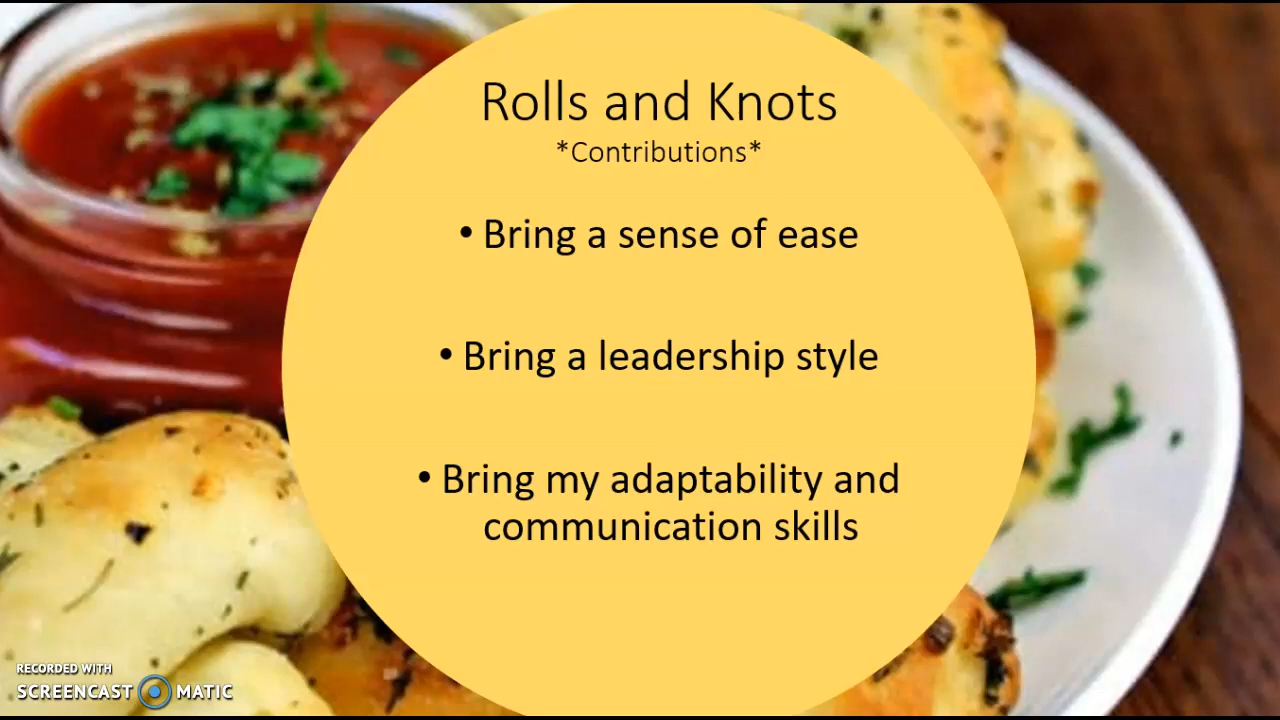 Rolls and Knots
*Contributions*
• Bring a sense of ease
• Bring a leadership style
• Bring my adaptability and
communication skills
RECORDED WITH
SCREENCAST MATIC